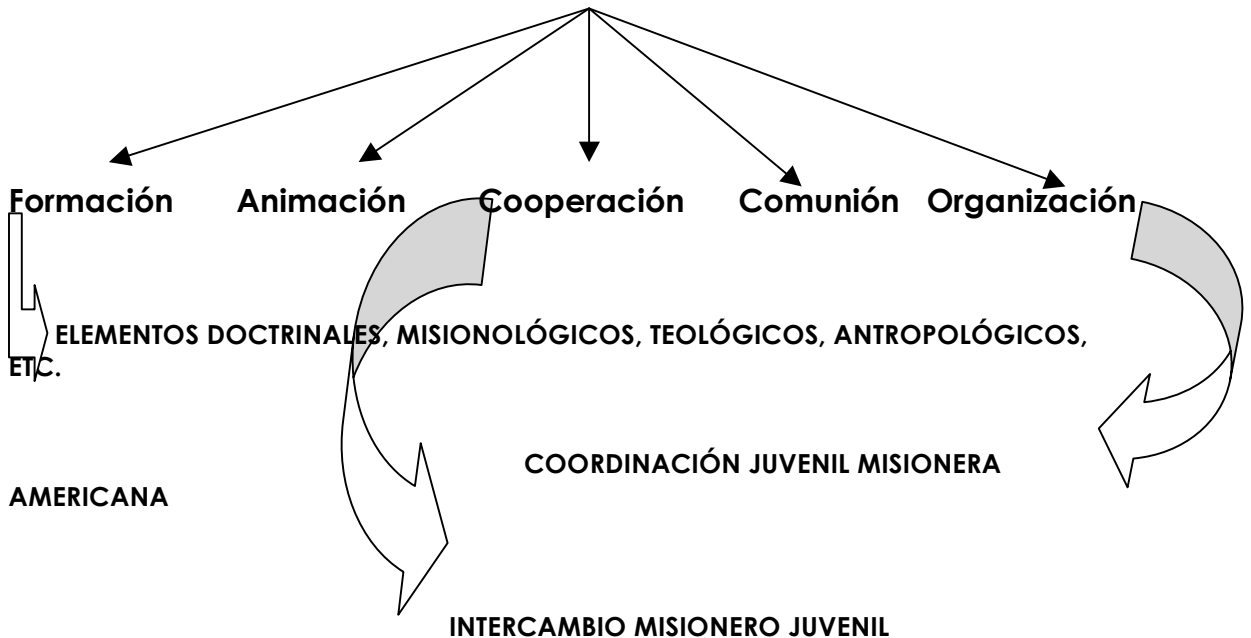 Formación Animación Cooperación Comunión Organización
ELEMENTOS DOCTRINALES, MISIONOLÓGICOS, TEOLÓGICOS, ANTROPOLÓGICOS,
ETC.
COORDINACIÓN JUVENIL MISIONERA
AMERICANA
INTERCAMBIO MISIONERO JUVENIL